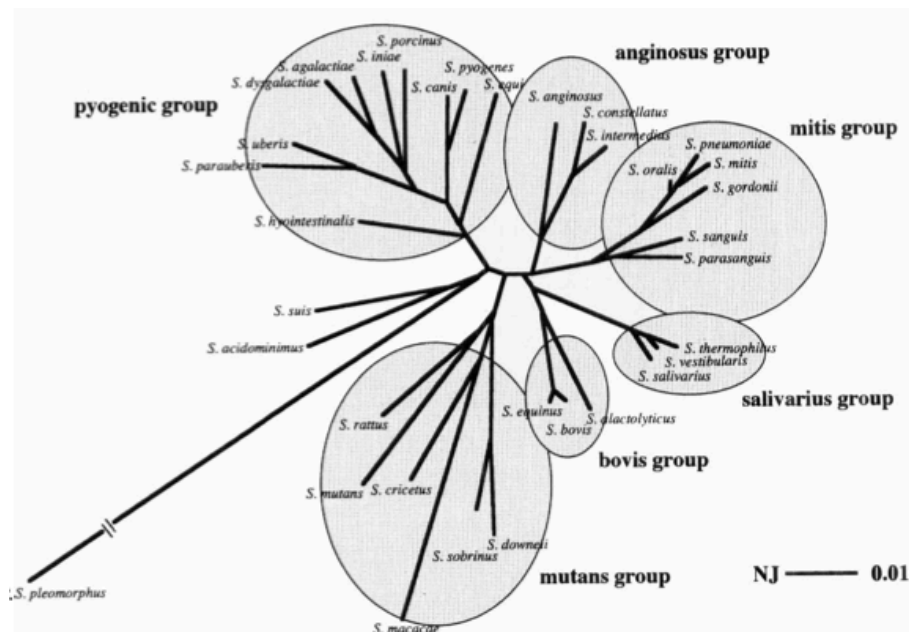 S. porcinus
anginosus group
S. iniae
S. agalactiae
S. pyogenes
S. dysgalactiae
S. canis
S. equi
S. anginosus
pyogenic group
S. constellatus
mitis group
S. intermedius
S. pneumoniae
S. uberis
S. mitis
S. parauberis
S. oralis
S. gordonii
S. hyointestinalis
S. sanguis
S. parasanguis
S. suis
S. acidominimus
S. thermophilus
S. vestibularis
S. salivarius
salivarius group
S. equinus
S. alactolyticus
S. rattus
S. bovis
bovis group
S. mutans
S. cricetus
S. downeii
S. sobrinus
mutans group
NJ 0.01
S. pleomorphus
S. macacae